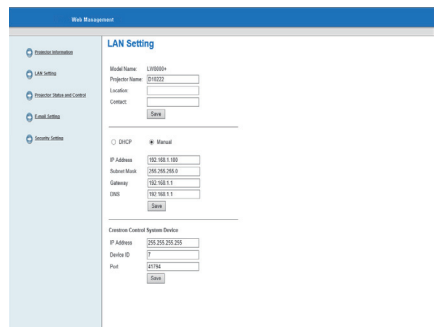 Web Management
Projector Information
LAN Setting
Projector Status and Control
E-mail Setting
Security Setting
LAN Setting
Model Name: LW8000+
Projector Name: D10222
Location:
Contact:
Save
DHCP Manual
IP Address 192.168.1.100
Subnet Mask 255.255.255.0
Gateway 192.168.1.1
DNS 192.168.1.1
Save
Crestron Control System Device
IP Address 255.255.255.255
Device ID 7
Port 41794
Save